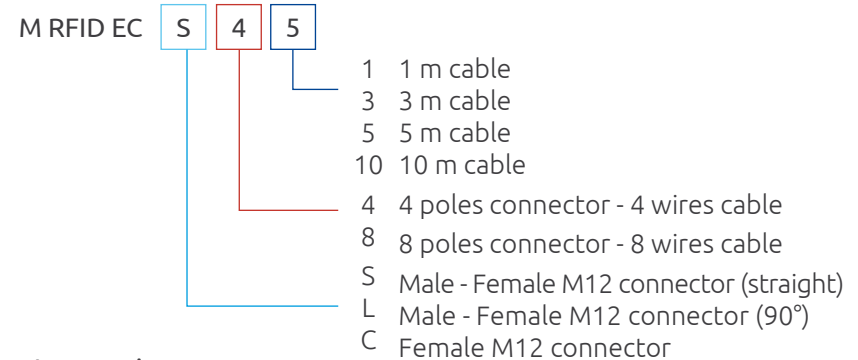 M RFID EC S 4 5
1 1 m cable
3 3 m cable
5 5 m cable
10 10 m cable
4 4 poles connector - 4 wires cable
8 8 poles connector - 8 wires cable
S Male - Female M12 connector (straight)
L Male - Female M12 connector (90°)
C Female M12 connector